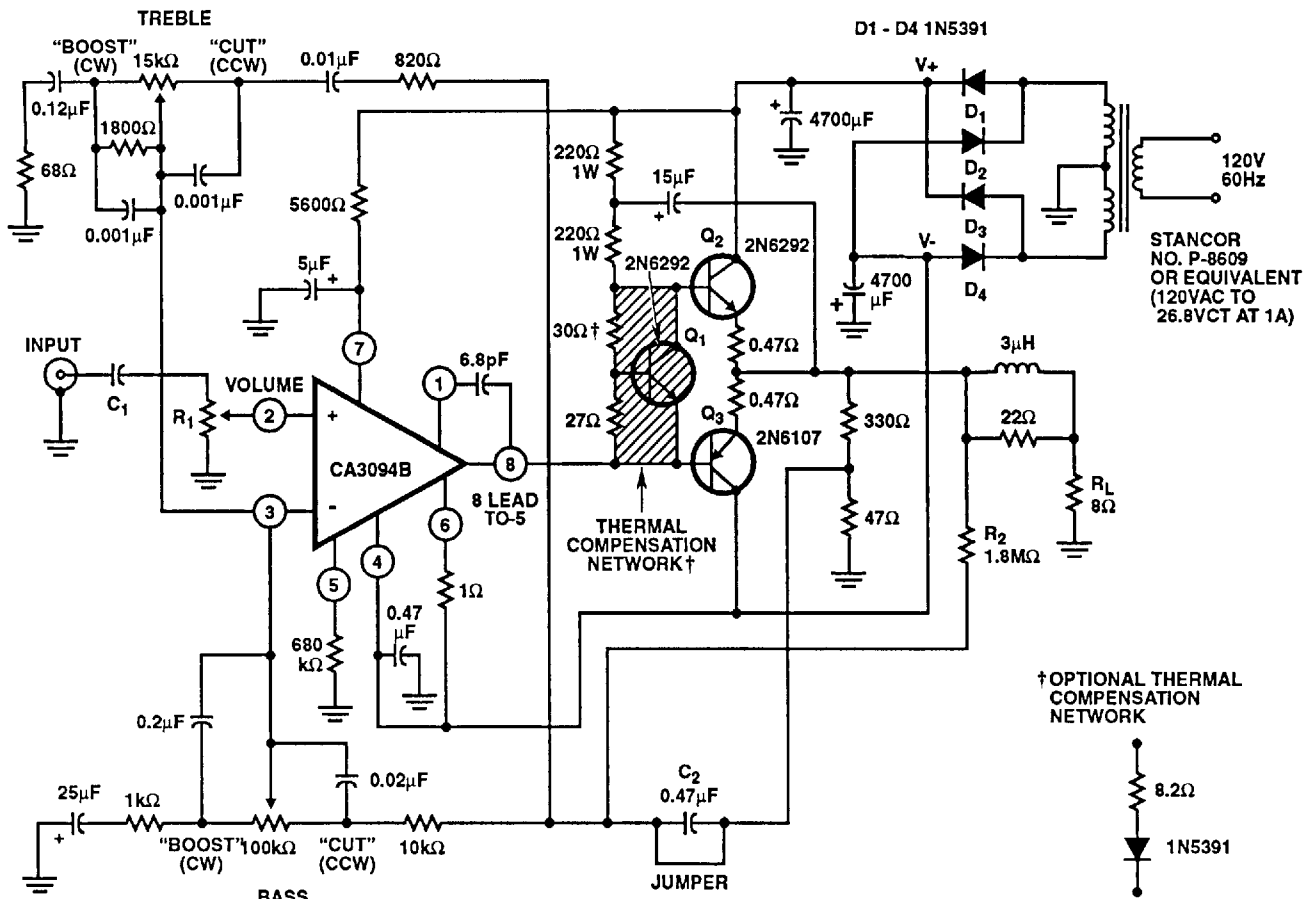 TREBLE
D1 - D4 1N5391
"BOOST"
(CW)
15kΩ
"CUT"
(CCW)
0.01µF
820Ω
0.12µF
1800Ω
68Ω
0.001µF
0.001µF
5600Ω
5µF
+
220Ω
1W
15µF
+
220Ω
1W
+
4700µF
V+
D1
D2
D3
V-
D4
4700
µF
+
120V
60Hz
STANCOR
NO. P-8609
OR EQUIVALENT
(120VAC TO
26.8VCT AT 1A)
2N6292
Q2
30Ω †
Q1
0.47Ω
0.47Ω
27Ω
Q3
2N6107
3µH
22Ω
330Ω
47Ω
RL
8Ω
R2
1.8MΩ
INPUT
C1
R1
VOLUME
2
7
1
6.8pF
+
CA3094B
8
8 LEAD
TO-5
3
-
6
4
5
1Ω
THERMAL
COMPENSATION
NETWORK †
680
kΩ
0.47
µF
0.2µF
0.02µF
25µF
+
1kΩ
"BOOST"
(CW)
100kΩ
"CUT"
(CCW)
10kΩ
C2
0.47µF
JUMPER
† OPTIONAL THERMAL
COMPENSATION
NETWORK
8.2Ω
1N5391